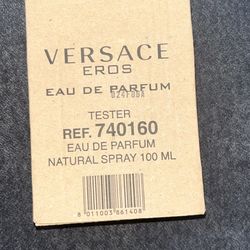 VERSACE
EROS
EAU DE PARFUM
TESTER
REF. 740160
EAU DE PARFUM
NATURAL SPRAY 100 ML
8 011003 861408